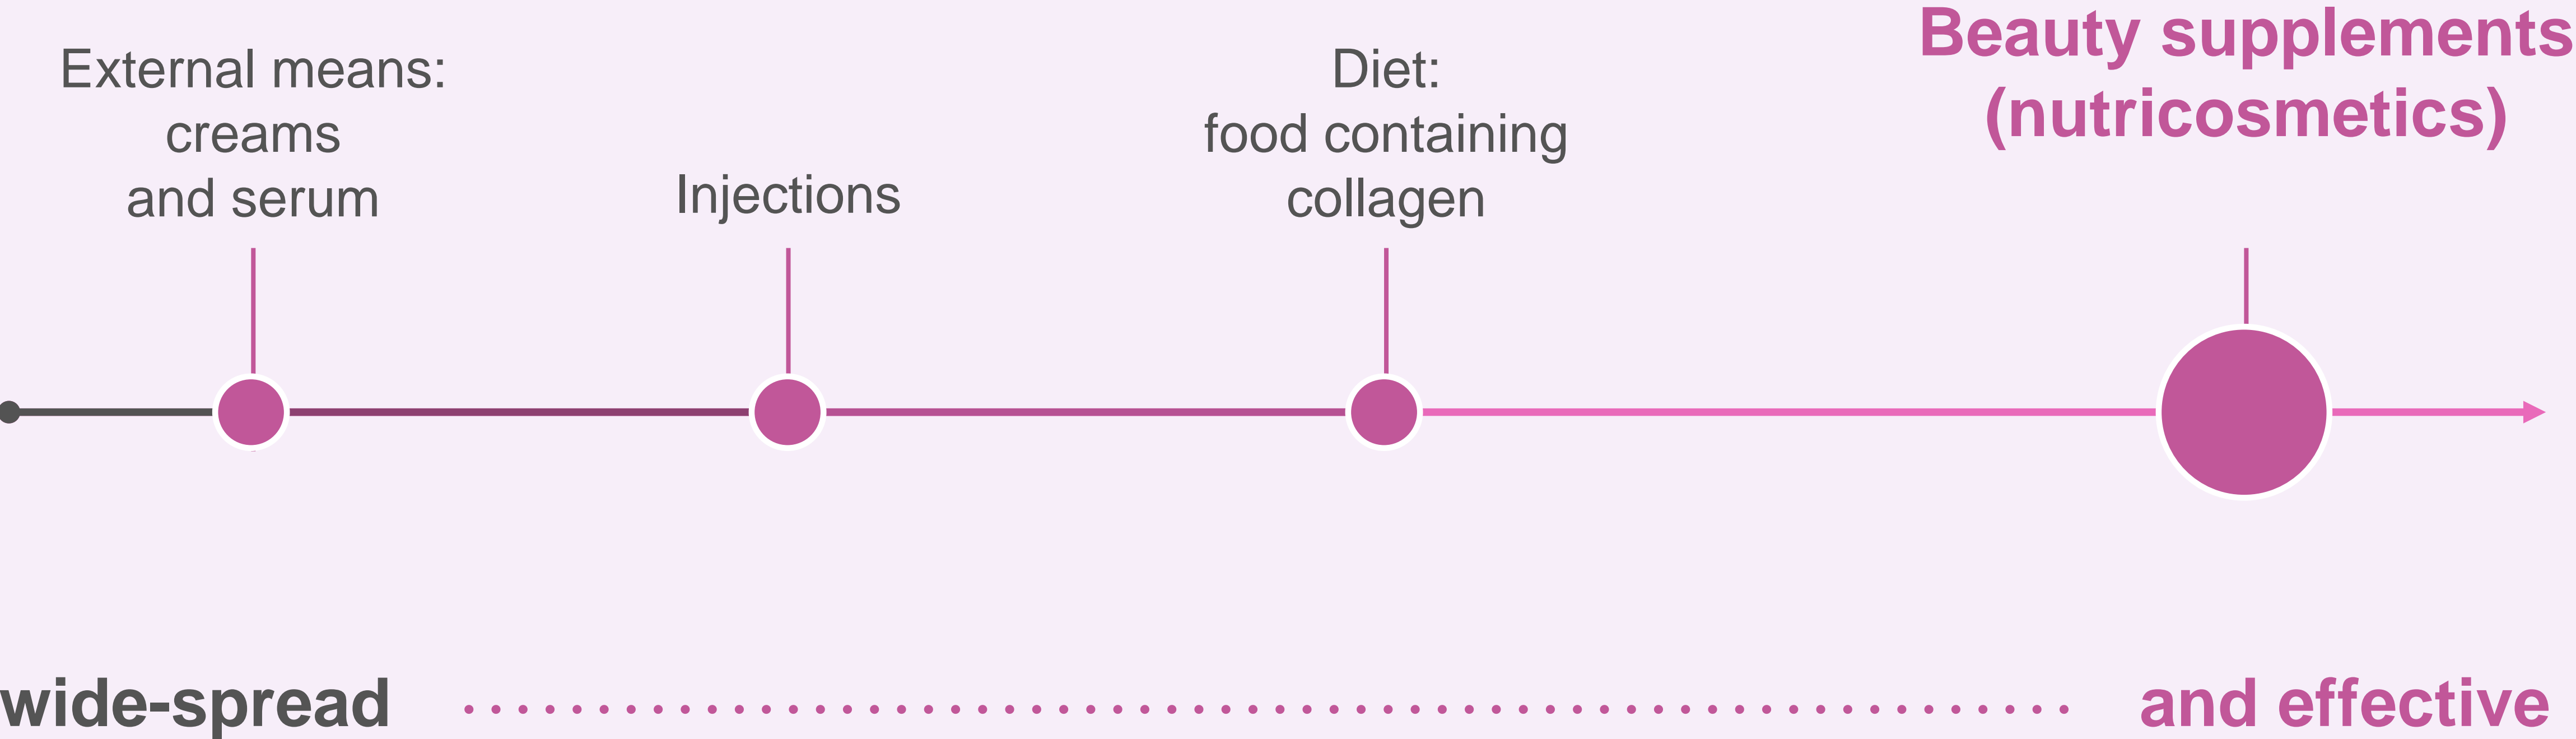 External means:
creams
and serum
Injections
Diet:
food containing
collagen
Beauty supplements
(nutricosmetics)
wide-spread
and effective